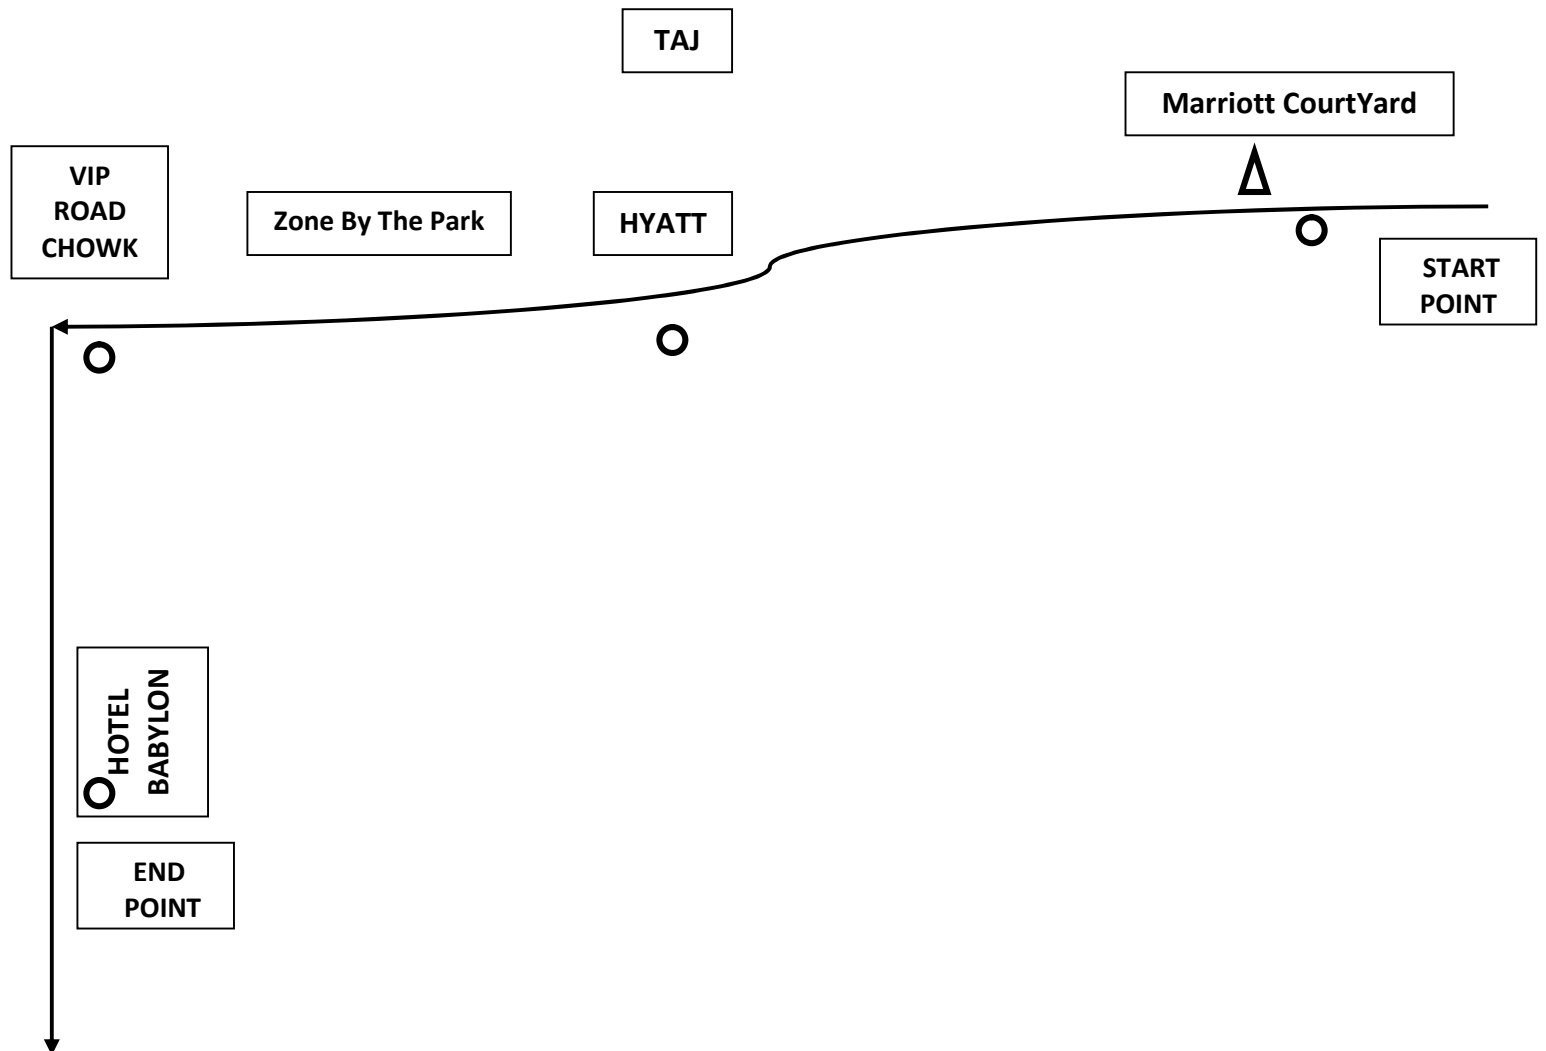 TAJ
Marriott CourtYard
VIP
ROAD
CHOWK
Zone By The Park
HYATT
START
POINT
HOTEL
BABYLON
END
POINT